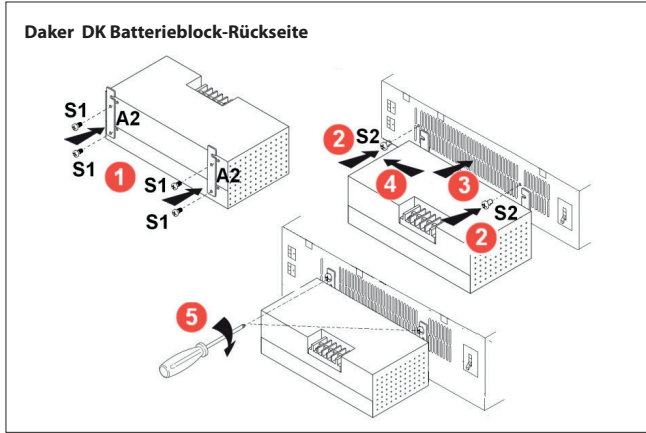 Daker DK Batterieblock-Rückseite
S1
A2
S1
1
S1
A2
S1
2
S2
4
3
S2
2
5